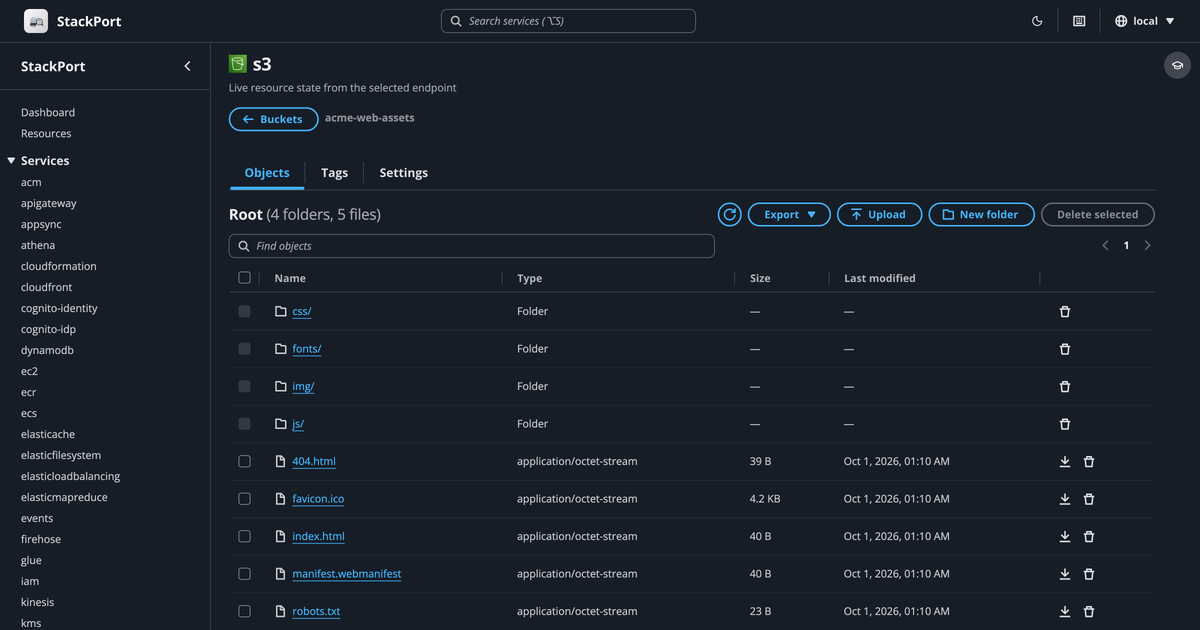 StackPort
Search services (⌥S)
local
StackPort
Dashboard
Resources
Services
acm
apigateway
appsync
athena
cloudformation
cloudfront
cognito-identity
cognito-idp
dynamodb
ec2
ecr
ecs
elasticache
elasticfilesystem
elasticloadbalancing
elasticmapreduce
events
firehose
glue
iam
kinesis
kms
s3
Live resource state from the selected endpoint
Buckets acme-web-assets
Objects Tags Settings
Root (4 folders, 5 files)
Export Upload New folder Delete selected
Find objects
1
Name Type Size Last modified
css/ Folder — —
fonts/ Folder — —
img/ Folder — —
js/ Folder — —
404.html application/octet-stream 39 B Oct 1, 2026, 01:10 AM
favicon.ico application/octet-stream 4.2 KB Oct 1, 2026, 01:10 AM
index.html application/octet-stream 40 B Oct 1, 2026, 01:10 AM
manifest.webmanifest application/octet-stream 40 B Oct 1, 2026, 01:10 AM
robots.txt application/octet-stream 23 B Oct 1, 2026, 01:10 AM